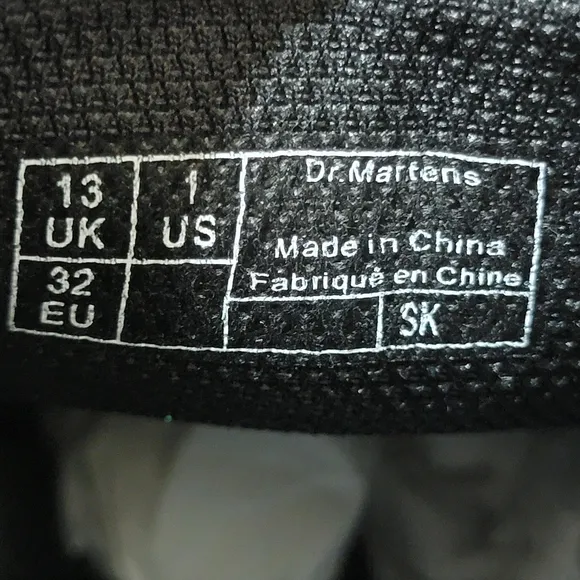 13
UK
1
US
32
EU
Dr.Martens
Made in China
Fabriqué en Chine
SK